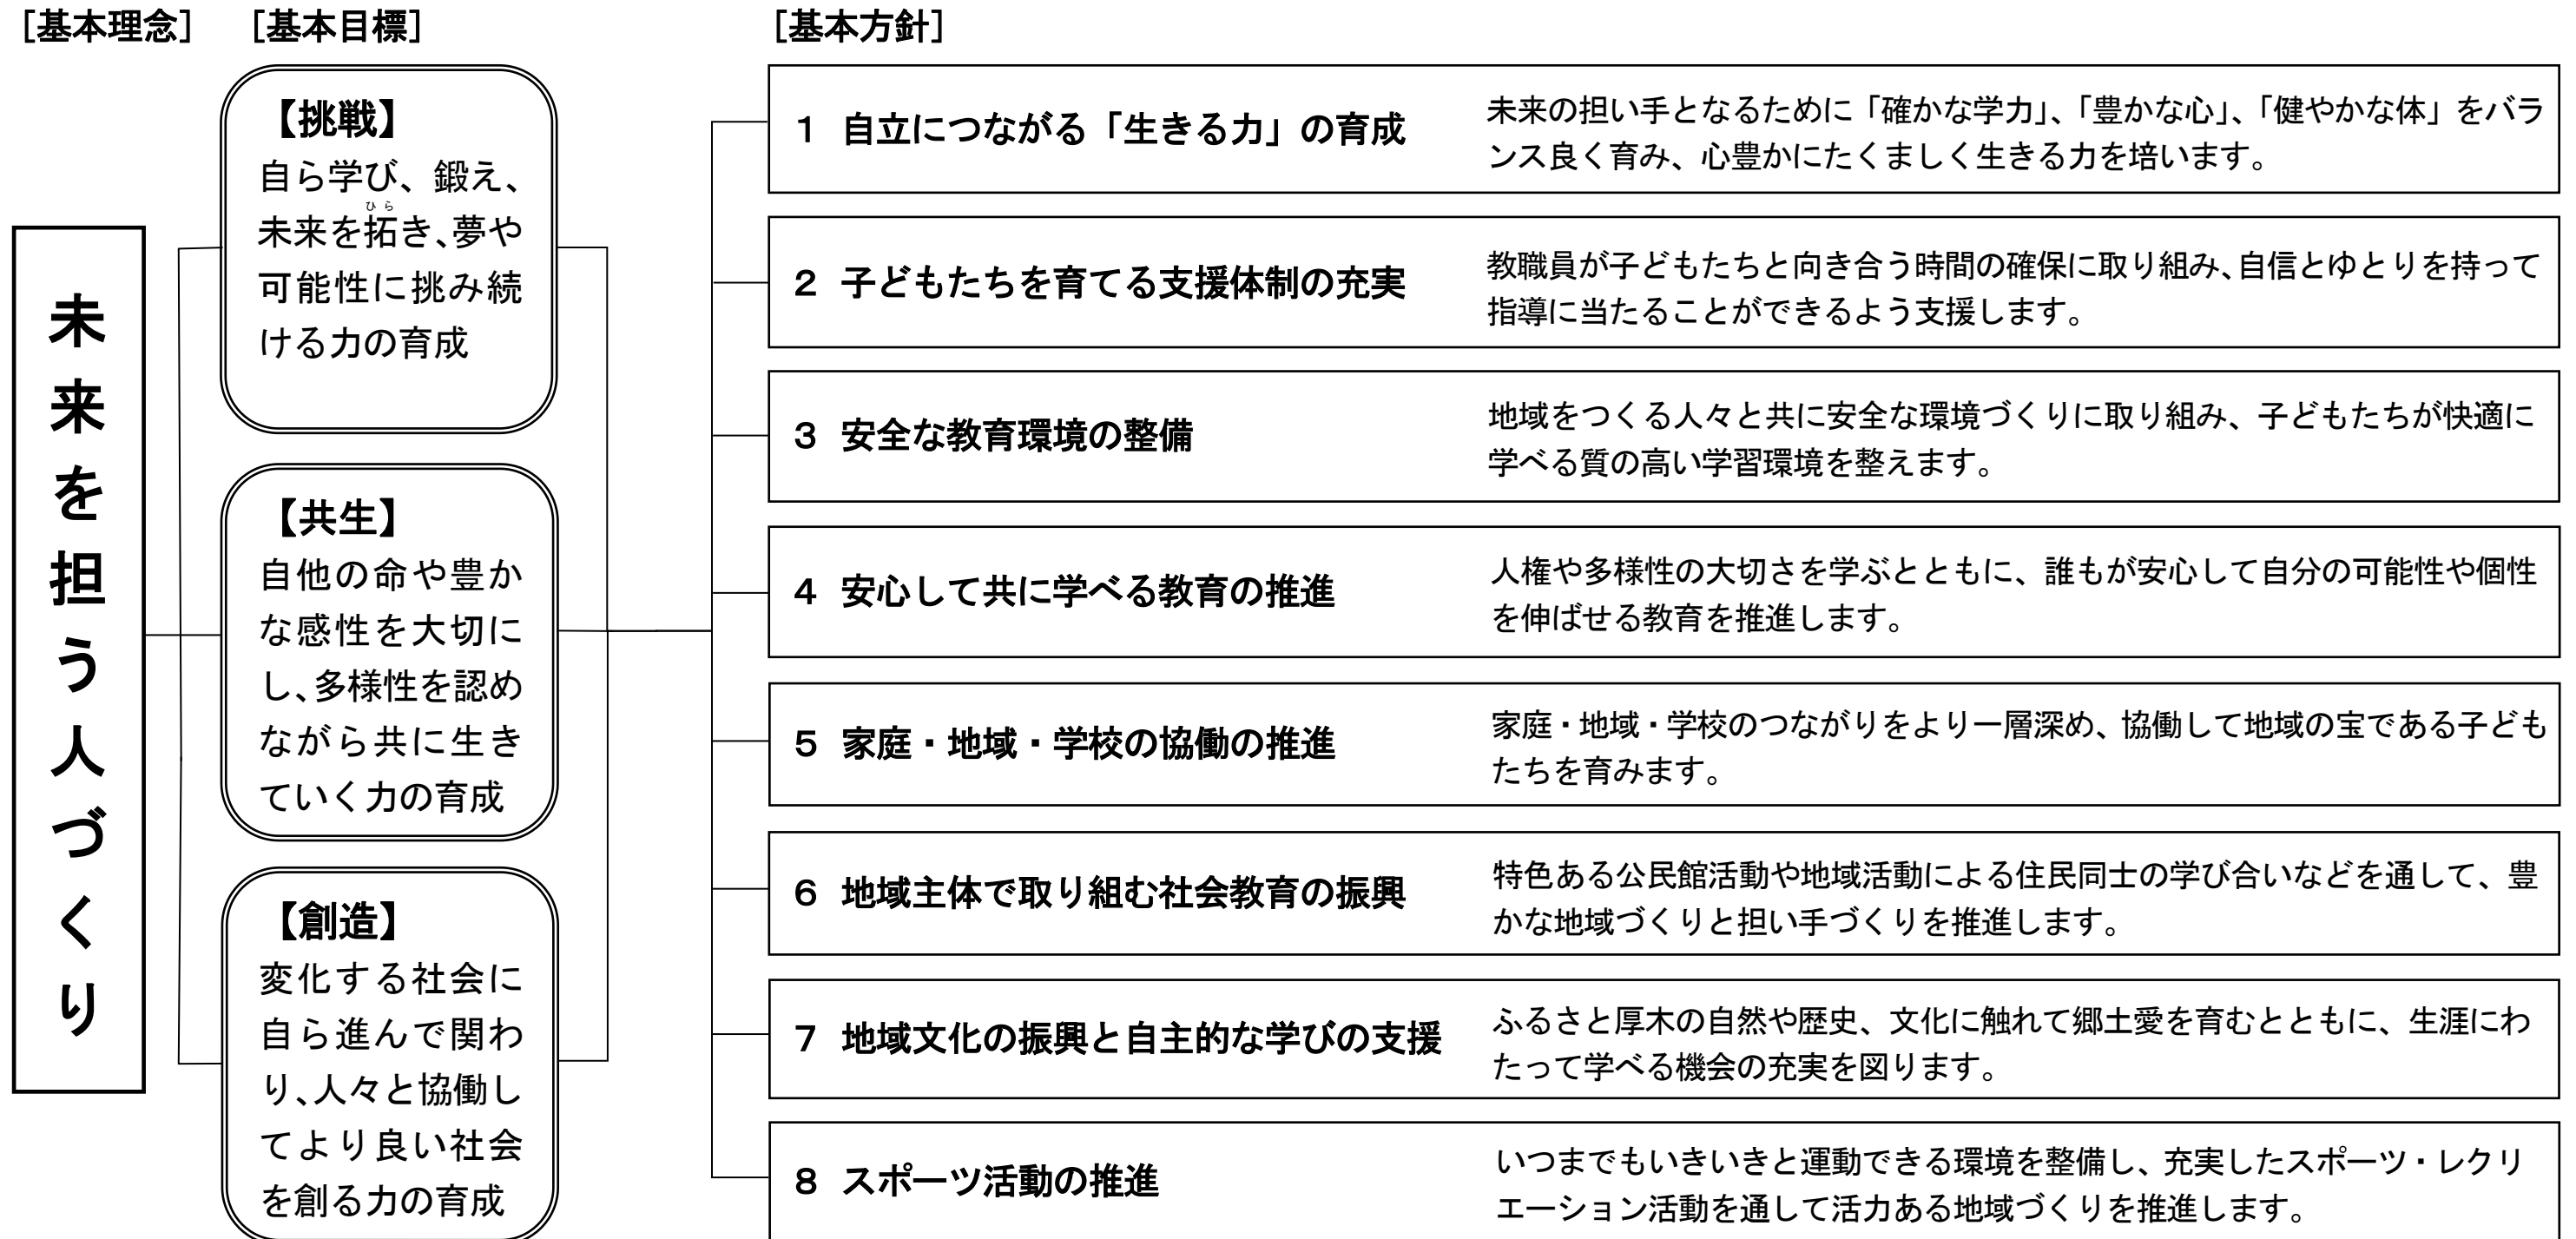 ［基本理念］ ［基本目標］ ［基本方針］
未来を担う人づくり
【挑戦】
自ら学び、鍛え、
未来を拓き、夢や
ひら
可能性に挑み続
ける力の育成
【共生】
自他の命や豊か
な感性を大切に
し、多様性を認め
ながら共に生き
ていく力の育成
【創造】
変化する社会に
自ら進んで関わ
り、人々と協働し
てより良い社会
を創る力の育成
１ 自立につながる「生きる力」の育成
未来の担い手となるために「確かな学力」、「豊かな心」、「健やかな体」をバラ
ンス良く育み、心豊かにたくましく生きる力を培います。
２ 子どもたちを育てる支援体制の充実
教職員が子どもたちと向き合う時間の確保に取り組み、自信とゆとりを持って
指導に当たることができるよう支援します。
３ 安全な教育環境の整備
地域をつくる人々と共に安全な環境づくりに取り組み、子どもたちが快適に
学べる質の高い学習環境を整えます。
４ 安心して共に学べる教育の推進
人権や多様性の大切さを学ぶとともに、誰もが安心して自分の可能性や個性
を伸ばせる教育を推進します。
５ 家庭・地域・学校の協働の推進
家庭・地域・学校のつながりをより一層深め、協働して地域の宝である子ども
たちを育みます。
６ 地域主体で取り組む社会教育の振興
特色ある公民館活動や地域活動による住民同士の学び合いなどを通して、豊
かな地域づくりと担い手づくりを推進します。
７ 地域文化の振興と自主的な学びの支援
ふるさと厚木の自然や歴史、文化に触れて郷土愛を育むとともに、生涯にわ
たって学べる機会の充実を図ります。
８ スポーツ活動の推進
いつまでもいきいきと運動できる環境を整備し、充実したスポーツ・レクリ
エーション活動を通して活力ある地域づくりを推進します。